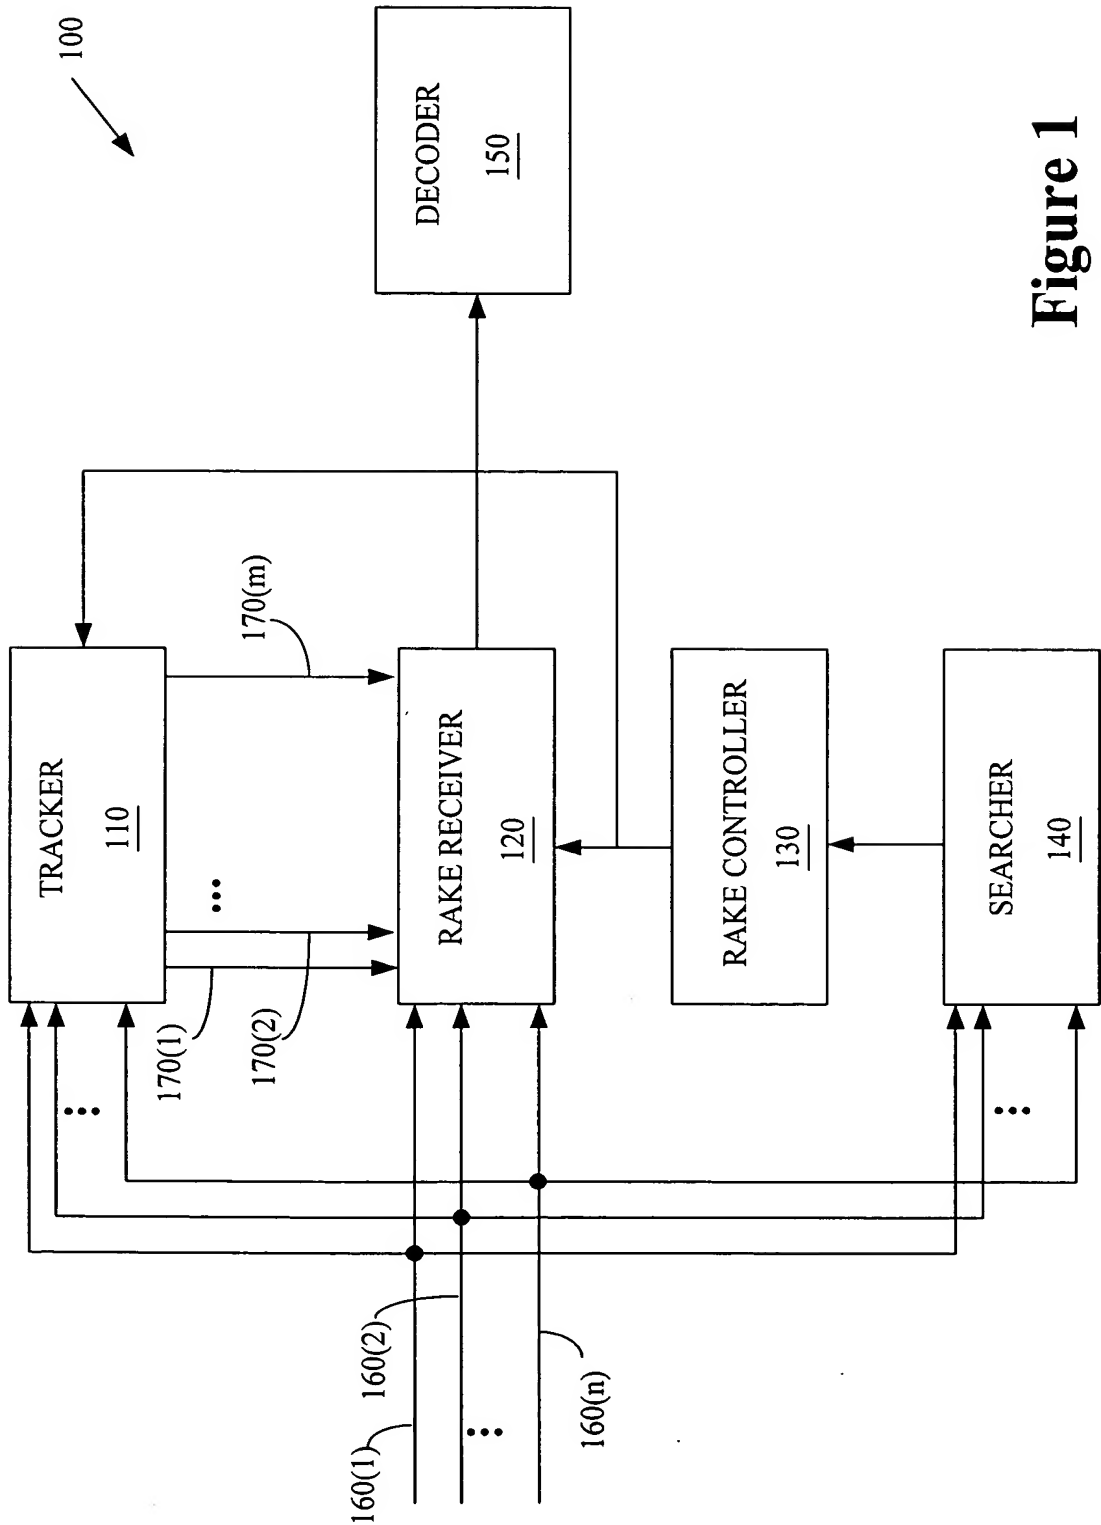 100
TRACKER
110
170(1)
170(2)
...
170(m)
RAKE RECEIVER
120
DECODER
150
160(1)
160(2)
...
160(n)
...
RAKE CONTROLLER
130
SEARCHER
140
...
Figure 1